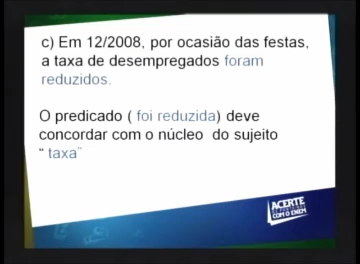 c) Em 12/2008, por ocasião das festas,
a taxa de desempregados foram
reduzidos.
O predicado ( foi reduzida) deve
concordar com o núcleo do sujeito
“ taxa”
ACERTE
COM O ENEM